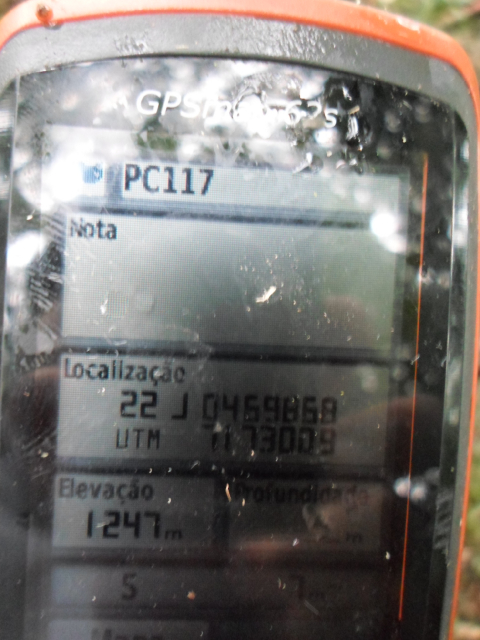 GPSmap 62s
PC117
Nota
Localização
22 J 0469868
UTM 7173009
Elevação Profundidade
1247m m
S